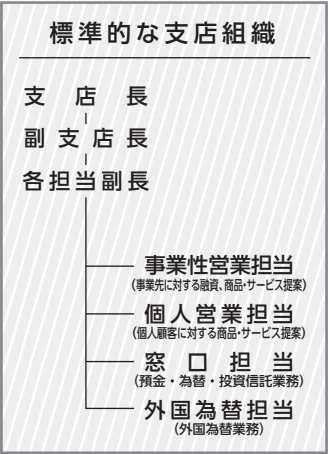 標準的な支店組織
支店長
副支店長
各担当副長
事業性営業担当
(事業先に対する融資、商品・サービス提案)
個人営業担当
(個人顧客に対する商品・サービス提案)
窓口担当
(預金・為替・投資信託業務)
外国為替担当
(外国為替業務)